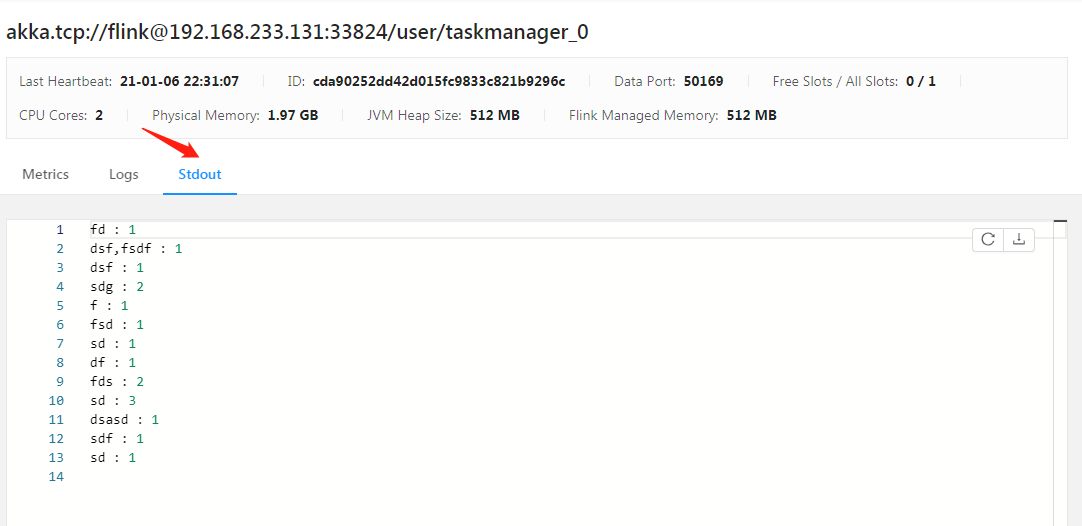 akka.tcp://flink@192.168.233.131:33824/user/taskmanager_0
Last Heartbeat: 21-01-06 22:31:07 ID: cda90252dd42d015fc9833c821b9296c Data Port: 50169 Free Slots / All Slots: 0 / 1
CPU Cores: 2 Physical Memory: 1.97 GB JVM Heap Size: 512 MB Flink Managed Memory: 512 MB
Metrics Logs Stdout
1 fd : 1
2 dsf,fsdf : 1
3 dsf : 1
4 sdg : 2
5 f : 1
6 fsd : 1
7 sd : 1
8 df : 1
9 fds : 2
10 sd : 3
11 dsasd : 1
12 sdf : 1
13 sd : 1
14